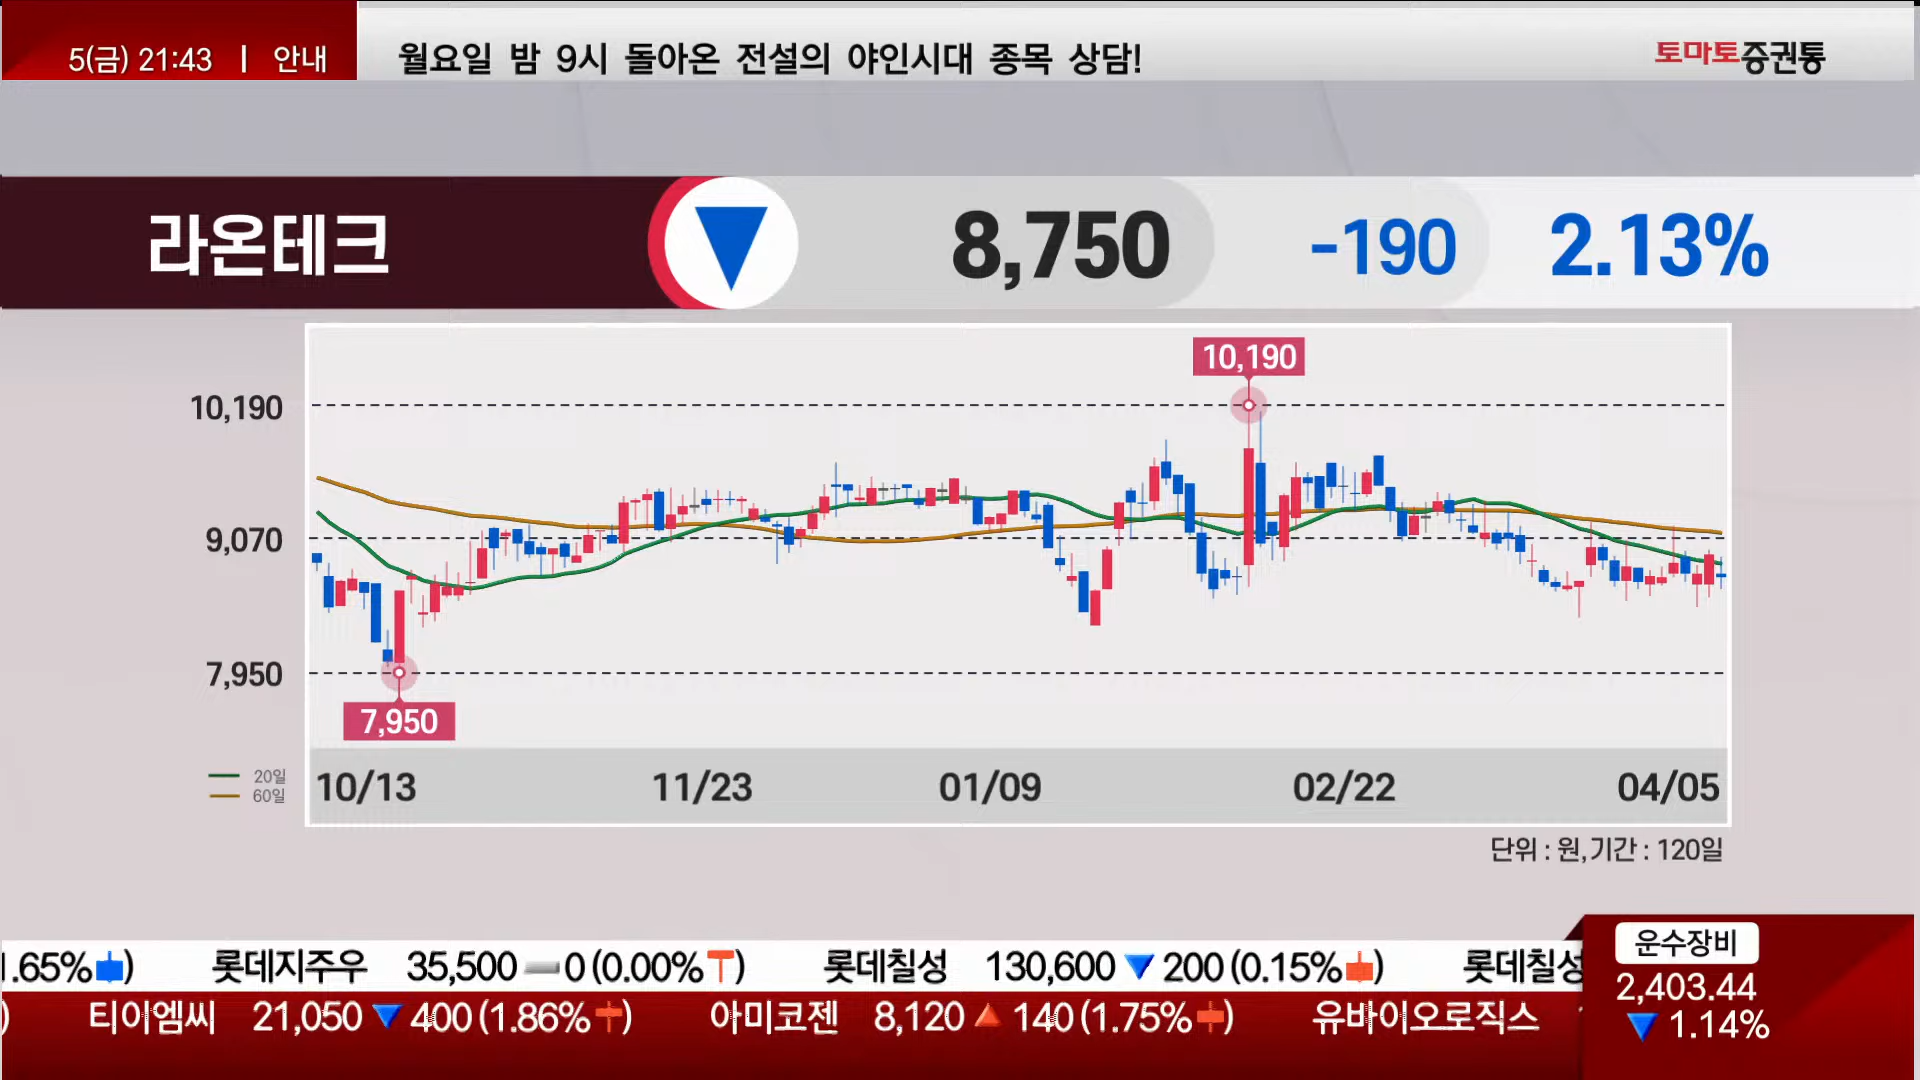 5(금) 21:43 | 안내
월요일 밤 9시 돌아온 전설의 야인시대 종목 상담!
토마토증권통
라온테크 ▼ 8,750 -190 2.13%
10,190
10,190
9,070
7,950
7,950
20일
60일
10/13 11/23 01/09 02/22 04/05
단위 : 원, 기간 : 120일
.65% ) 롯데지주우 35,500 0 (0.00% ) 롯데칠성 130,600 ▼ 200 (0.15% ) 롯데칠성
) 티이엠씨 21,050 ▼ 400 (1.86% ) 아미코젠 8,120 ▲ 140 (1.75% ) 유바이오로직스
운수장비
2,403.44
▼ 1.14%